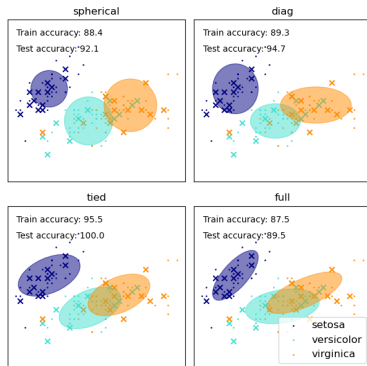 spherical
Train accuracy: 88.4
Test accuracy: 92.1
diag
Train accuracy: 89.3
Test accuracy: 94.7
tied
Train accuracy: 95.5
Test accuracy: 100.0
full
Train accuracy: 87.5
Test accuracy: 89.5
setosa
versicolor
virginica